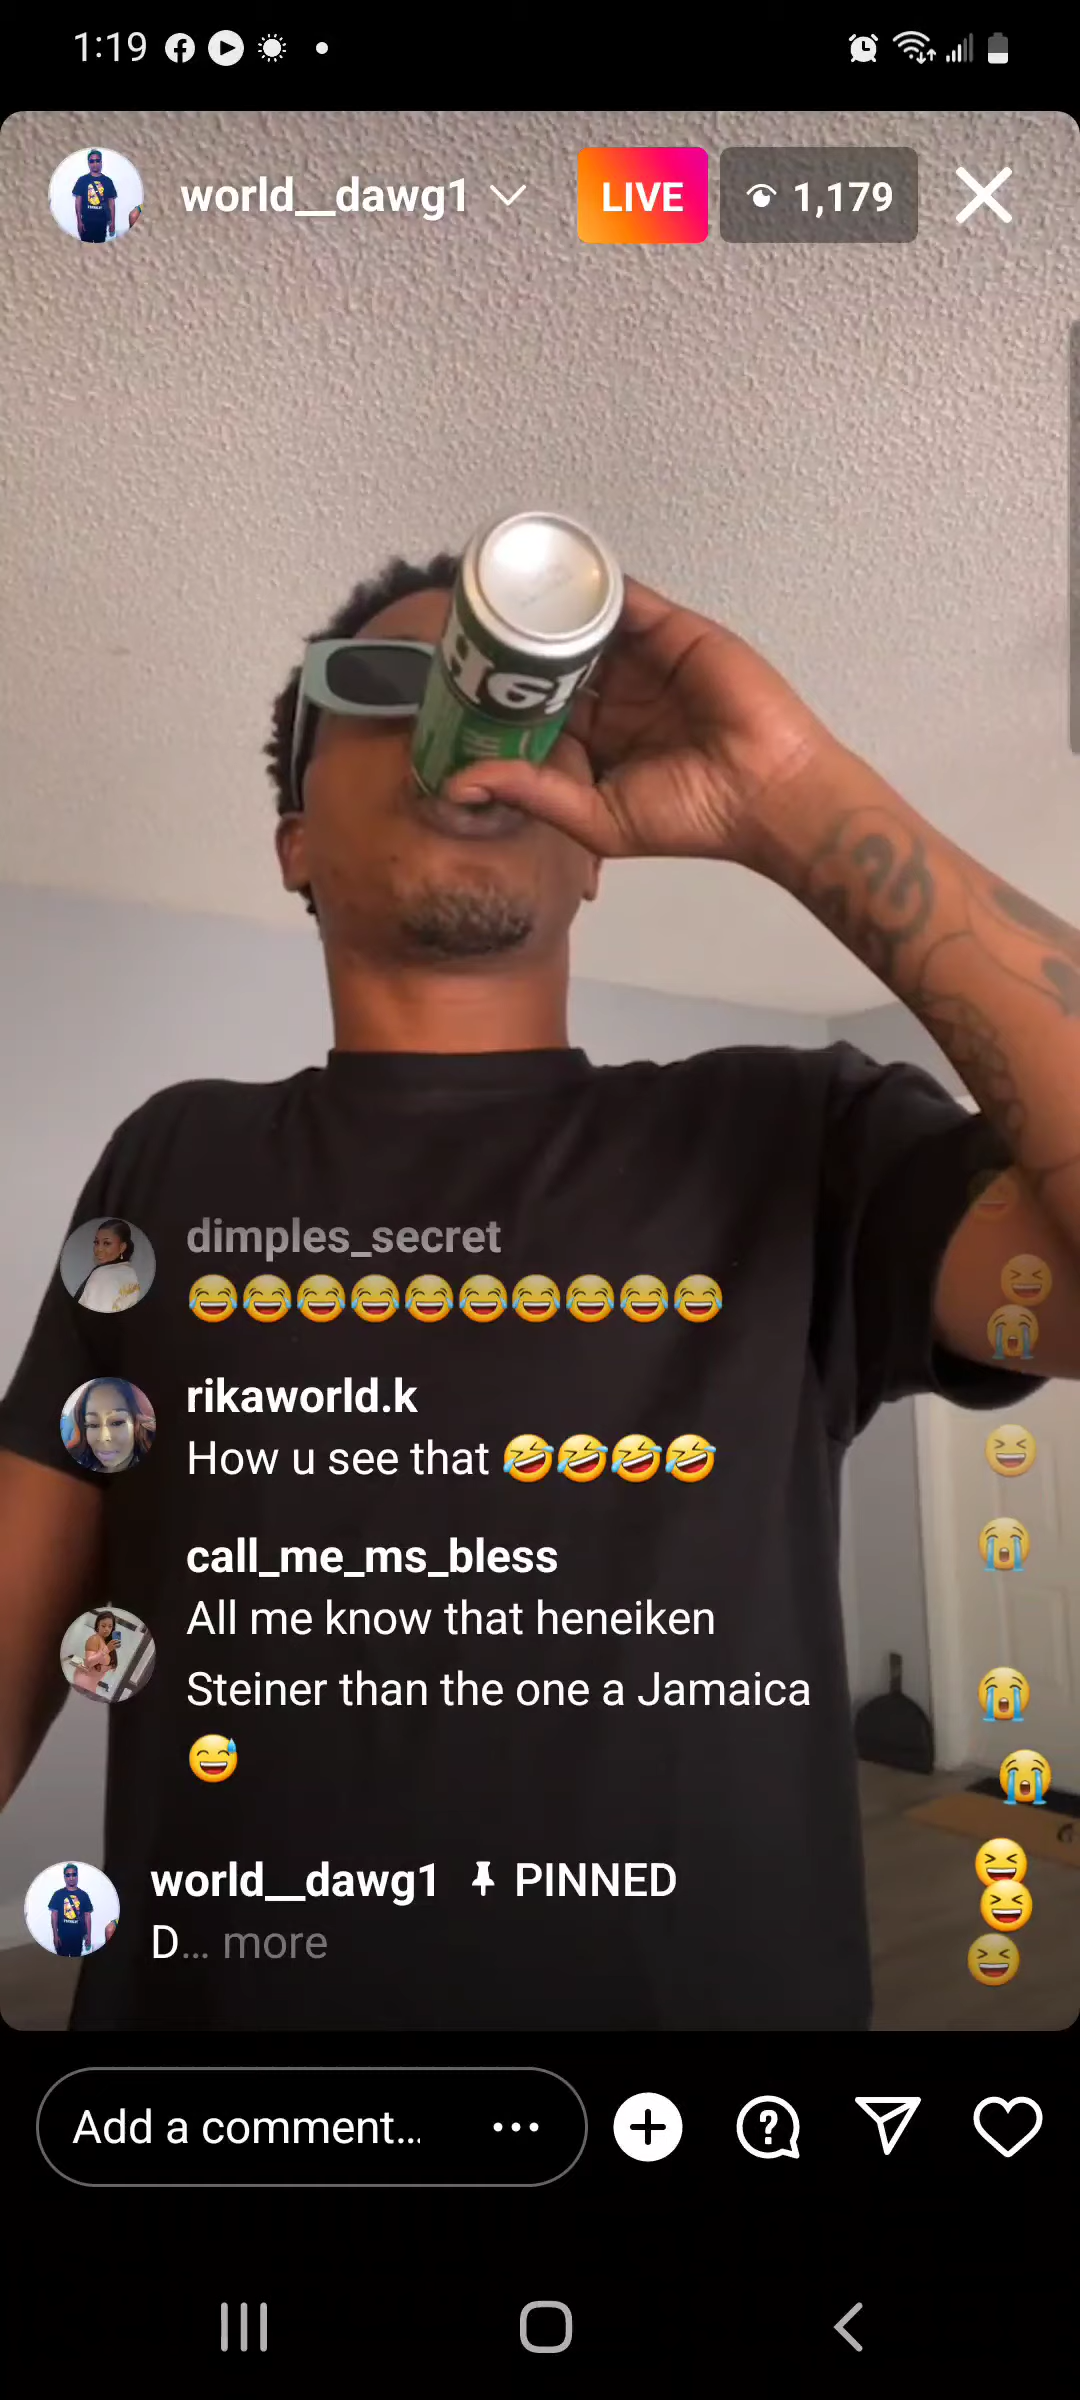 1:19
world__dawg1
LIVE
1,179
Hei
dimples_secret
😂😂😂😂😂😂😂😂😂😂
rikaworld.k
How u see that 🤣🤣🤣🤣
call_me_ms_bless
All me know that heneiken
Steiner than the one a Jamaica
😅
world__dawg1 PINNED
D... more
Add a comment...